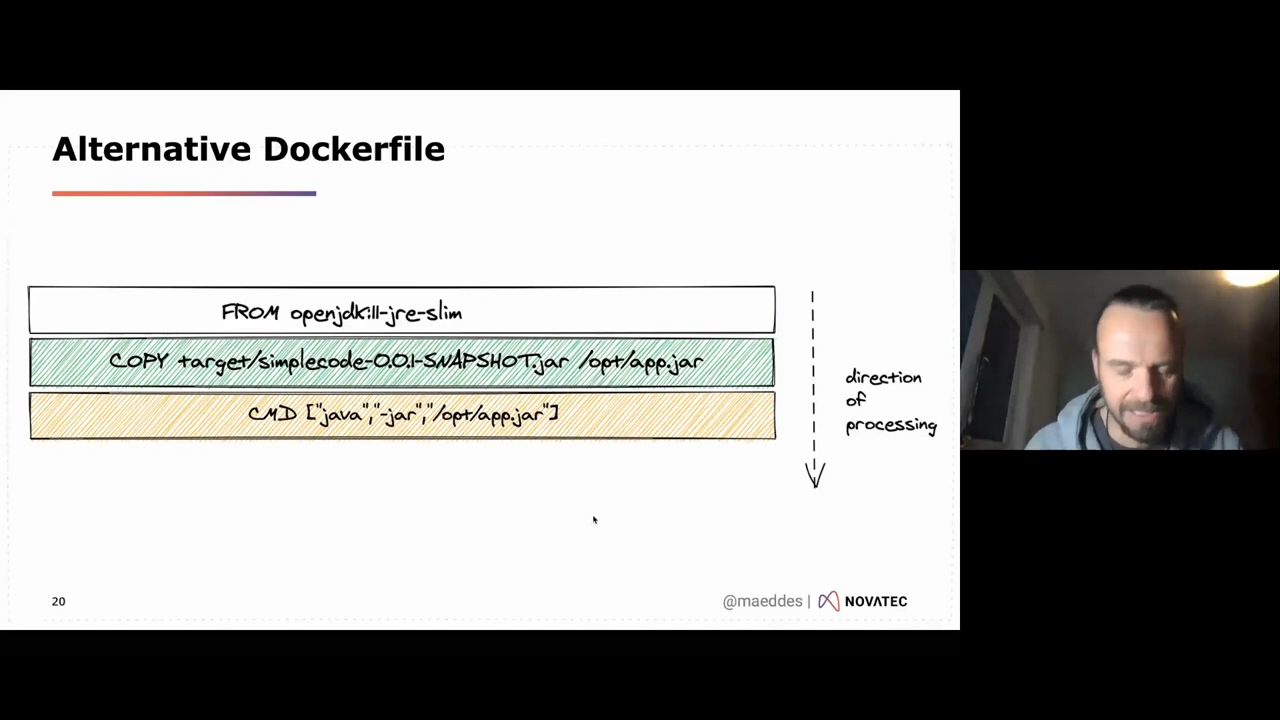 Alternative Dockerfile
FROM openjdk:11-jre-slim
COPY target/simplecode-0.0.1-SNAPSHOT.jar /opt/app.jar
CMD ["java","-jar","/opt/app.jar"]
direction
of
processing
20
@maeddes | NOVATEC